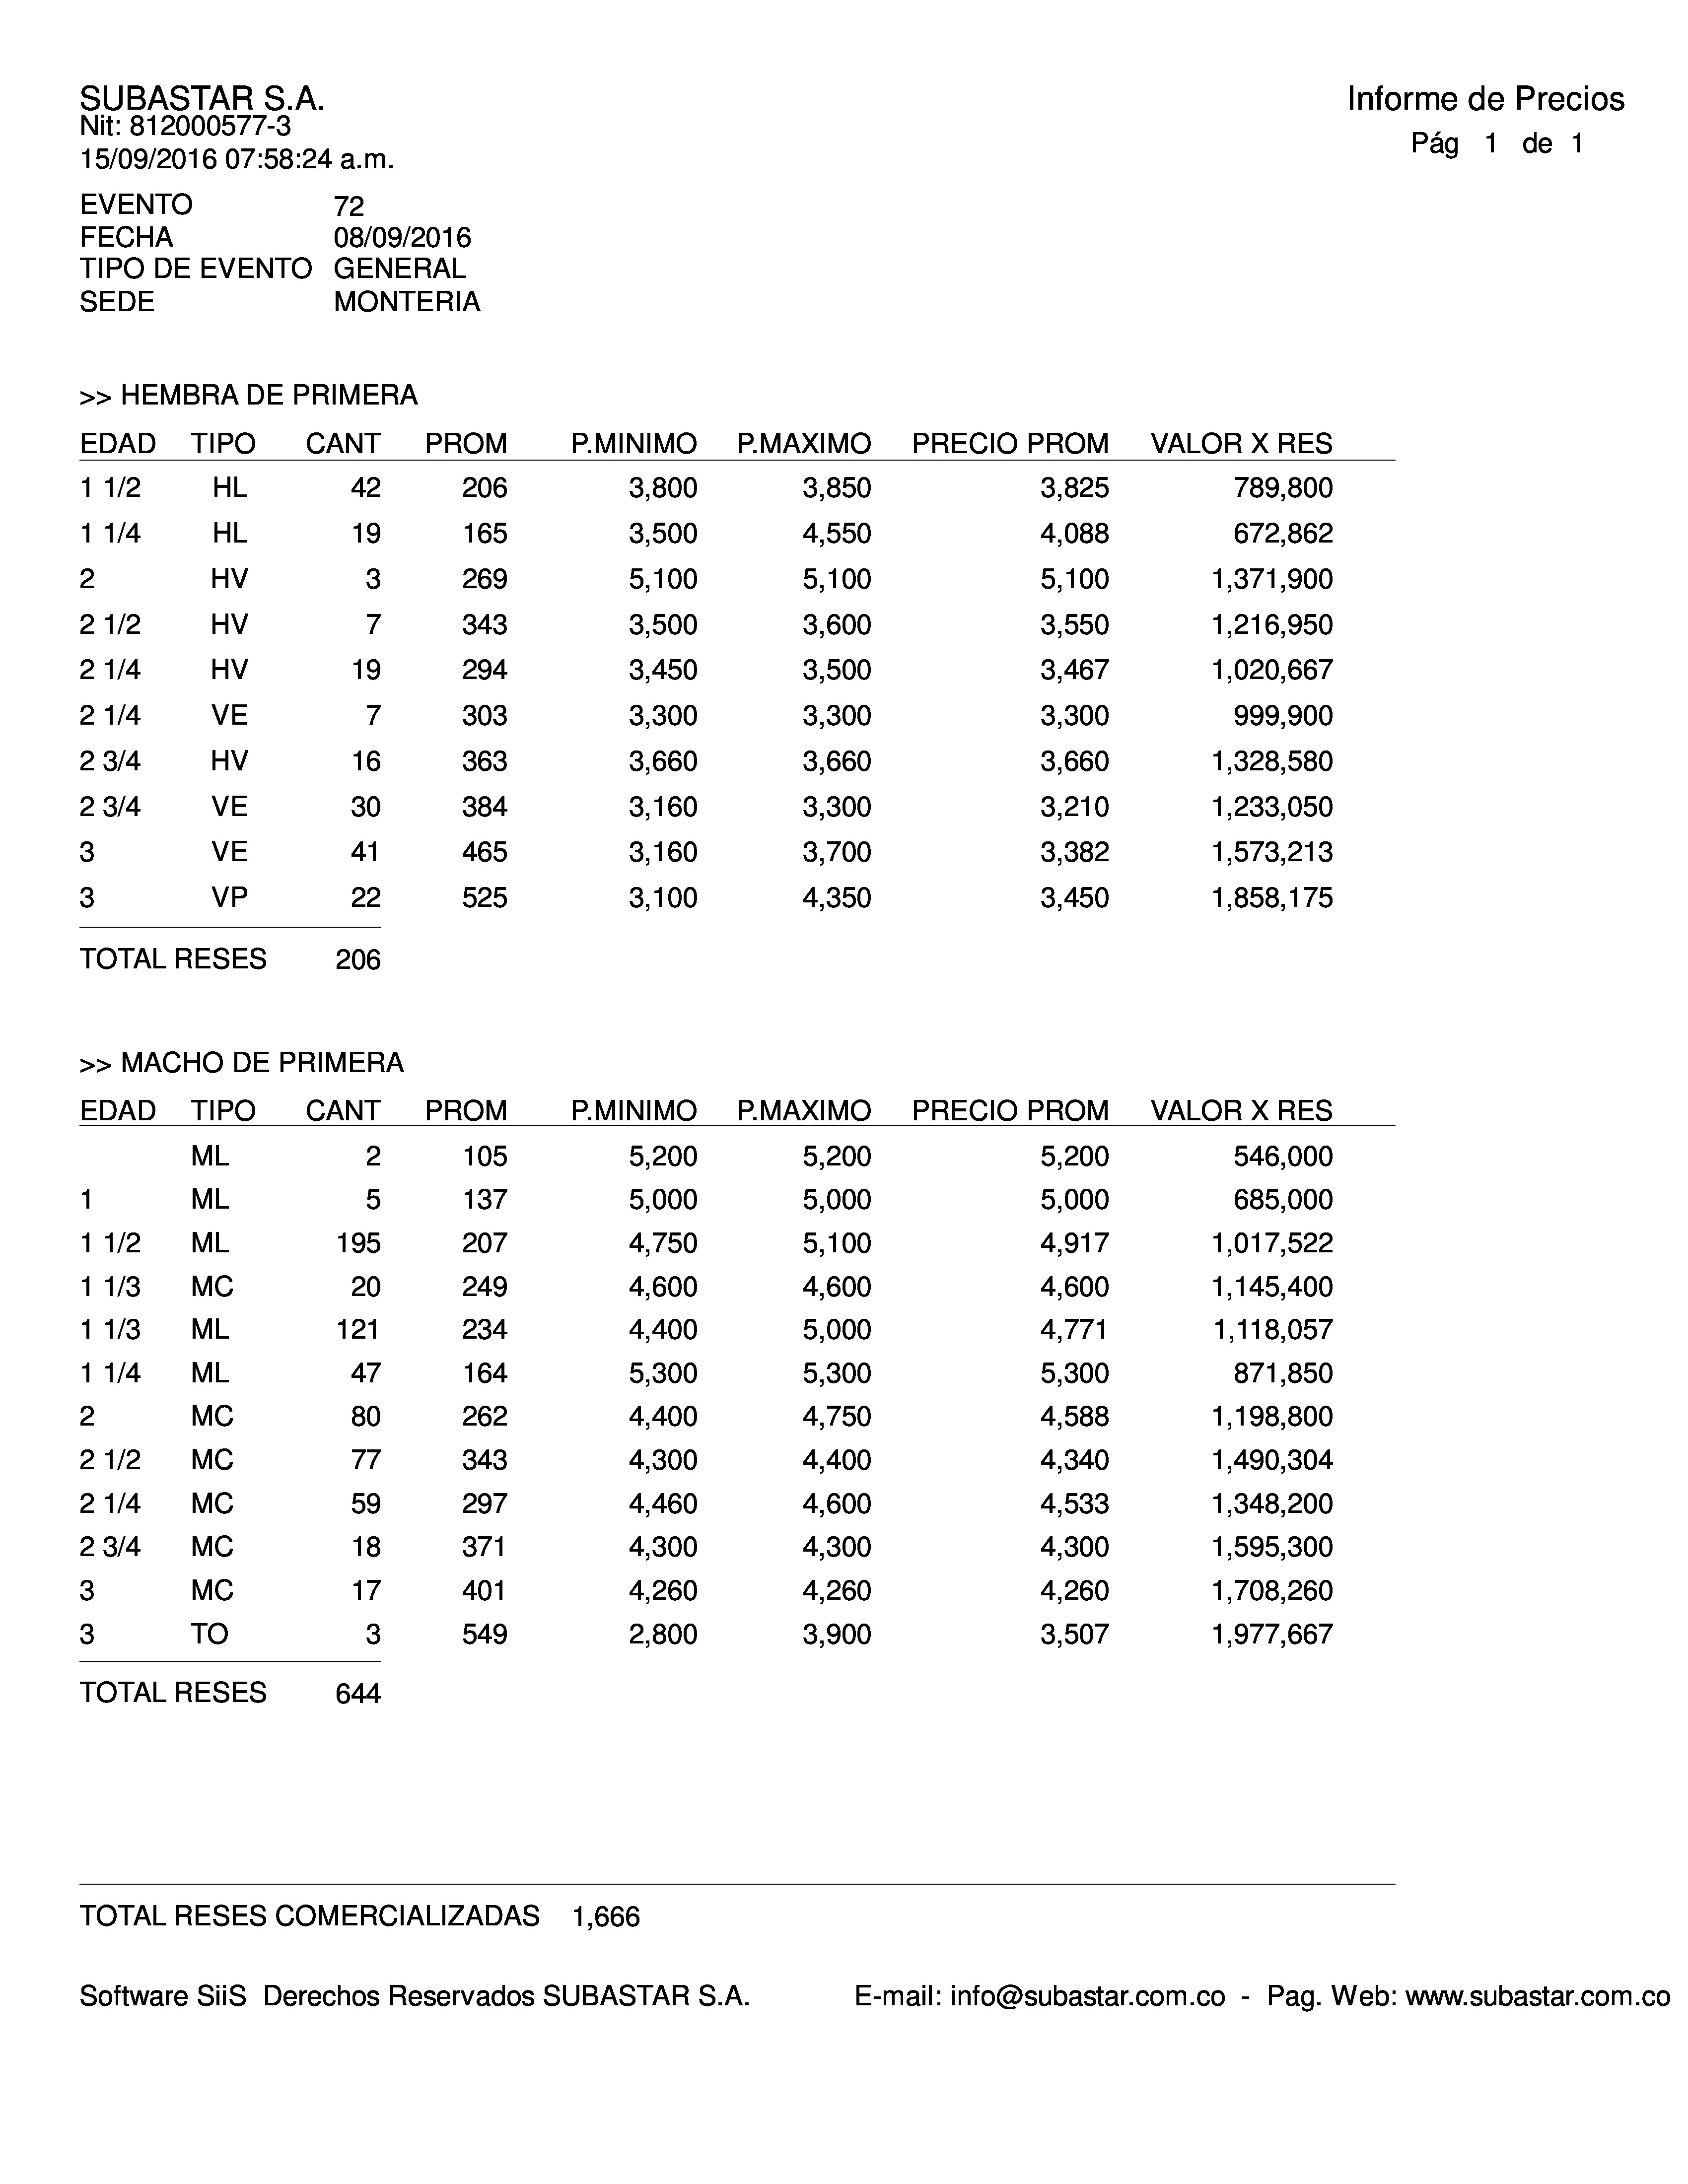 SUBASTAR S.A. Informe de Precios
Nit: 812000577-3
15/09/2016 07:58:24 a.m. Pág 1 de 1
EVENTO 72
FECHA 08/09/2016
TIPO DE EVENTO GENERAL
SEDE MONTERIA
>> HEMBRA DE PRIMERA
EDAD TIPO CANT PROM P.MINIMO P.MAXIMO PRECIO PROM VALOR X RES
1 1/2 HL 42 206 3,800 3,850 3,825 789,800
1 1/4 HL 19 165 3,500 4,550 4,088 672,862
2 HV 3 269 5,100 5,100 5,100 1,371,900
2 1/2 HV 7 343 3,500 3,600 3,550 1,216,950
2 1/4 HV 19 294 3,450 3,500 3,467 1,020,667
2 1/4 VE 7 303 3,300 3,300 3,300 999,900
2 3/4 HV 16 363 3,660 3,660 3,660 1,328,580
2 3/4 VE 30 384 3,160 3,300 3,210 1,233,050
3 VE 41 465 3,160 3,700 3,382 1,573,213
3 VP 22 525 3,100 4,350 3,450 1,858,175
TOTAL RESES 206
>> MACHO DE PRIMERA
EDAD TIPO CANT PROM P.MINIMO P.MAXIMO PRECIO PROM VALOR X RES
ML 2 105 5,200 5,200 5,200 546,000
1 ML 5 137 5,000 5,000 5,000 685,000
1 1/2 ML 195 207 4,750 5,100 4,917 1,017,522
1 1/3 MC 20 249 4,600 4,600 4,600 1,145,400
1 1/3 ML 121 234 4,400 5,000 4,771 1,118,057
1 1/4 ML 47 164 5,300 5,300 5,300 871,850
2 MC 80 262 4,400 4,750 4,588 1,198,800
2 1/2 MC 77 343 4,300 4,400 4,340 1,490,304
2 1/4 MC 59 297 4,460 4,600 4,533 1,348,200
2 3/4 MC 18 371 4,300 4,300 4,300 1,595,300
3 MC 17 401 4,260 4,260 4,260 1,708,260
3 TO 3 549 2,800 3,900 3,507 1,977,667
TOTAL RESES 644
TOTAL RESES COMERCIALIZADAS 1,666
Software SiiS Derechos Reservados SUBASTAR S.A. E-mail: info@subastar.com.co - Pag. Web: www.subastar.com.co